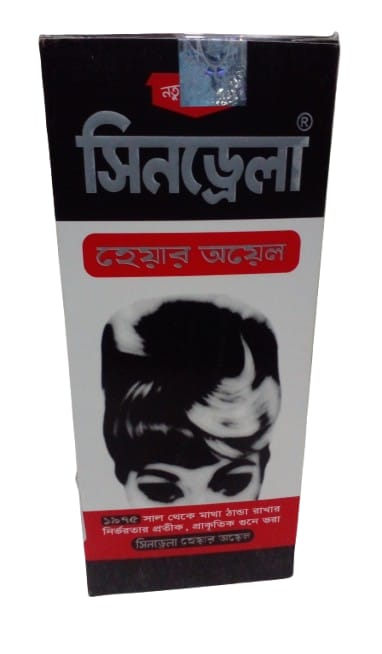 সিনড্রেলা®
হেয়ার অয়েল
১৯৭৫ সাল থেকে মাথা ঠান্ডা রাখার
নির্ভরতার প্রতীক, প্রাকৃতিক গুনে ভরা
সিনড্রেলা হেয়ার অয়েল